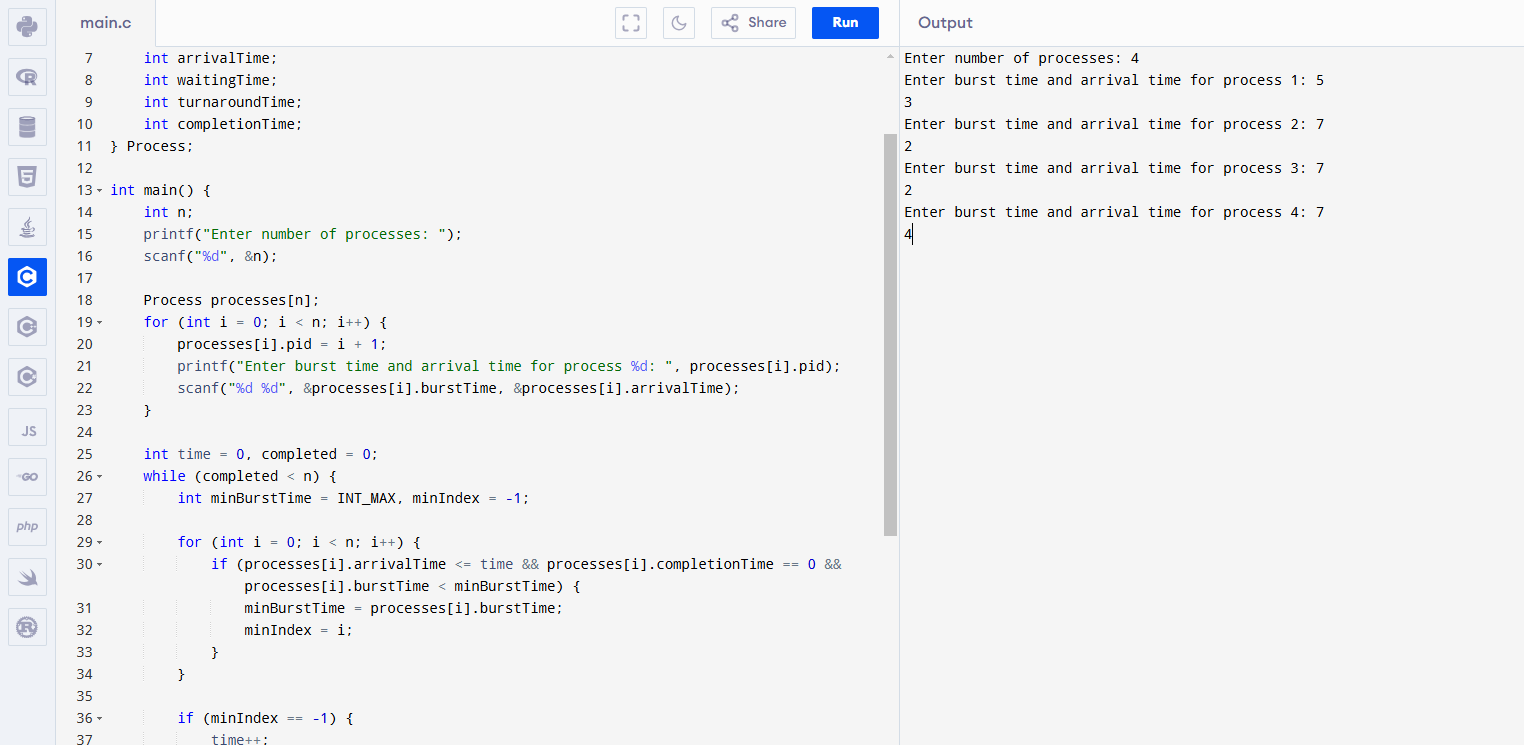 main.c
Share
Run
Output
7 int arrivalTime;
8 int waitingTime;
9 int turnaroundTime;
10 int completionTime;
11 } Process;
12
13 int main() {
14 int n;
15 printf("Enter number of processes: ");
16 scanf("%d", &n);
17
18 Process processes[n];
19 for (int i = 0; i < n; i++) {
20 processes[i].pid = i + 1;
21 printf("Enter burst time and arrival time for process %d: ", processes[i].pid);
22 scanf("%d %d", &processes[i].burstTime, &processes[i].arrivalTime);
23 }
24
25 int time = 0, completed = 0;
26 while (completed < n) {
27 int minBurstTime = INT_MAX, minIndex = -1;
28
29 for (int i = 0; i < n; i++) {
30 if (processes[i].arrivalTime <= time && processes[i].completionTime == 0 &&
processes[i].burstTime < minBurstTime) {
31 minBurstTime = processes[i].burstTime;
32 minIndex = i;
33 }
34 }
35
36 if (minIndex == -1) {
37 time++;
Enter number of processes: 4
Enter burst time and arrival time for process 1: 5
3
Enter burst time and arrival time for process 2: 7
2
Enter burst time and arrival time for process 3: 7
2
Enter burst time and arrival time for process 4: 7
4
R
5
C
C
C
JS
GO
php
R